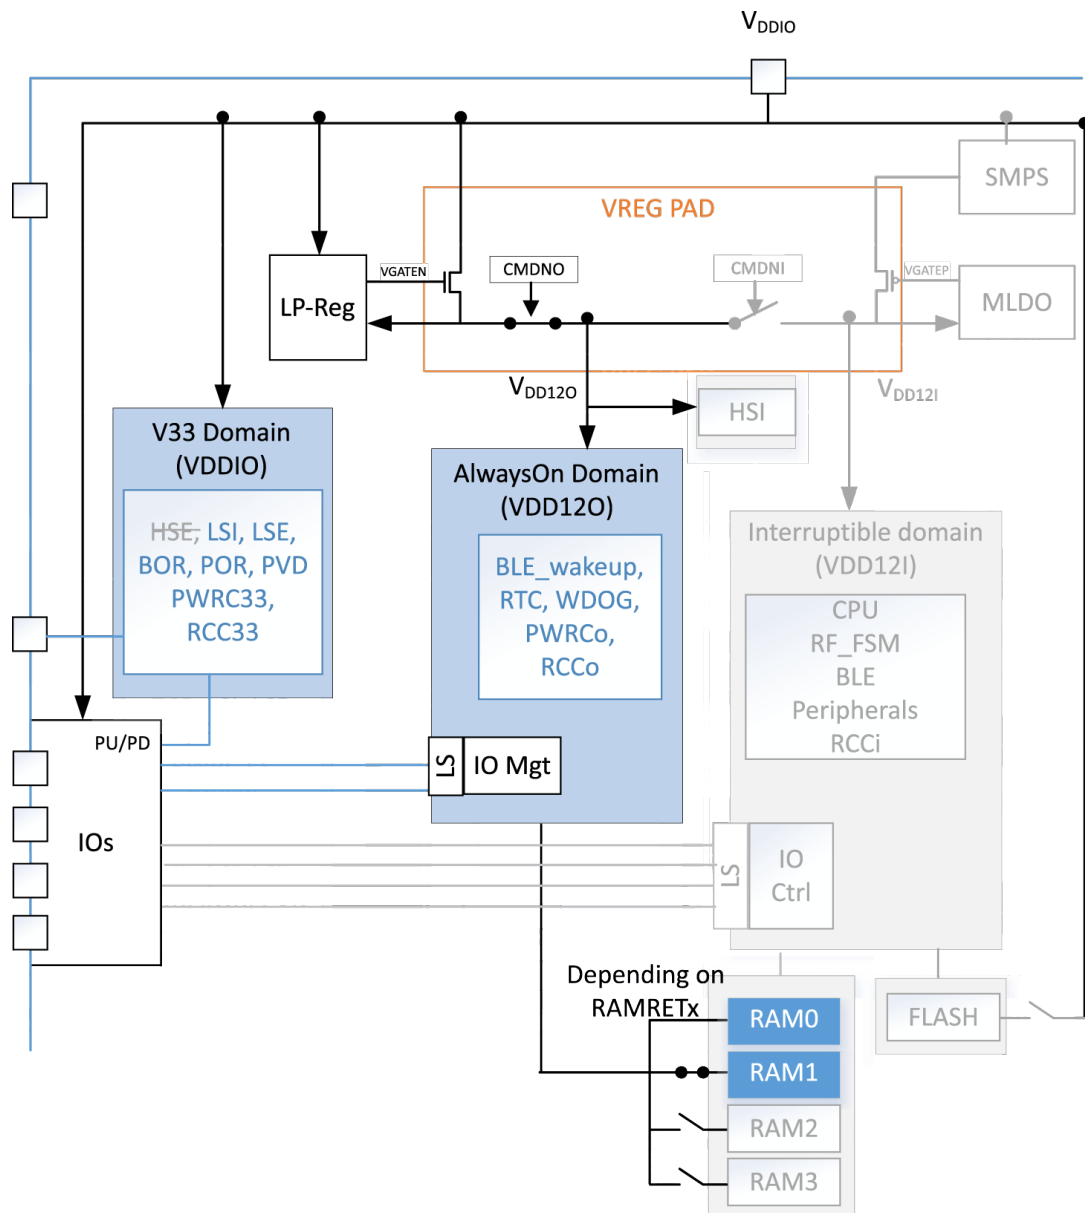 VDDIO
SMPS
VREG PAD
VGATEN
CMDNO
CMDNI
VGATEP
LP-Reg
MLDO
VDD12O
VDD12I
HSI
V33 Domain
(VDDIO)
HSE, LSI, LSE,
BOR, POR, PVD
PWRC33,
RCC33
AlwaysOn Domain
(VDD12O)
BLE_wakeup,
RTC, WDOG,
PWRCo,
RCCo
Interruptible domain
(VDD12I)
CPU
RF_FSM
BLE
Peripherals
RCCi
PU/PD
IOs
LS
IO Mgt
LS
IO
Ctrl
Depending on
RAMRETx
RAM0
RAM1
RAM2
RAM3
FLASH